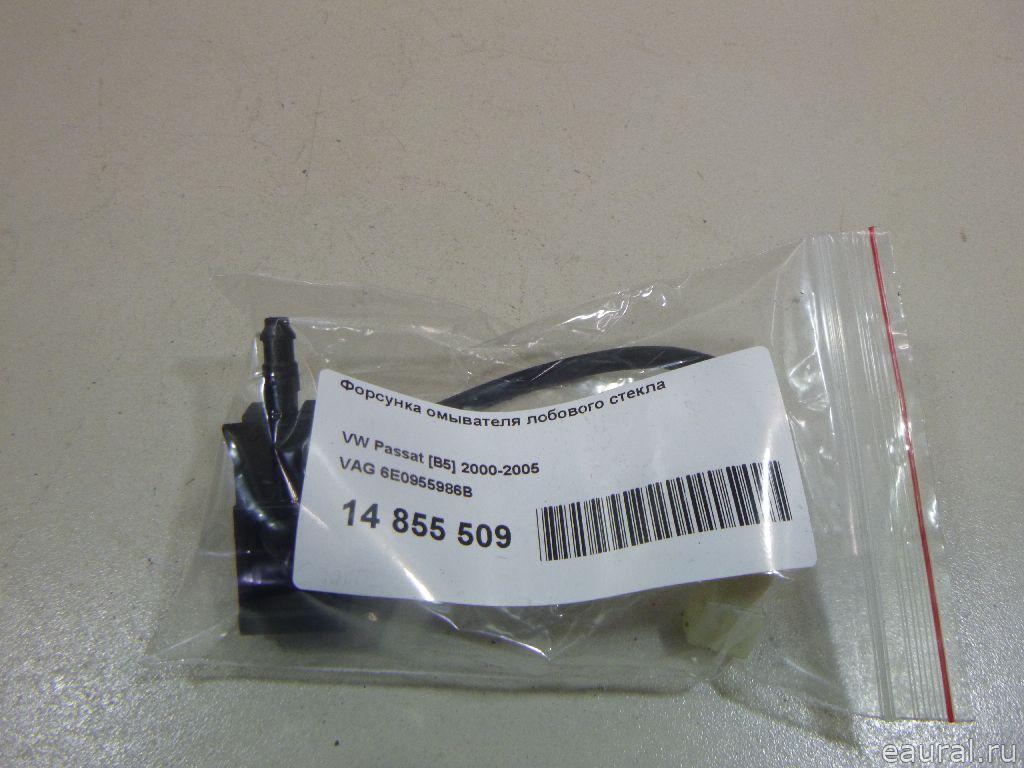 Форсунка омывателя лобового стекла
VW Passat [B5] 2000-2005
VAG 6E0955986B
14 855 509
eaural.ru